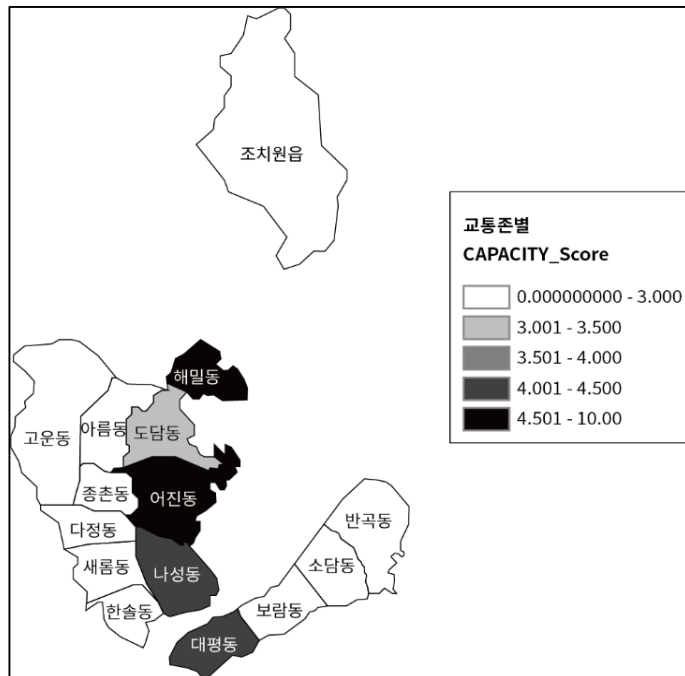 조치원읍
교통존별
CAPACITY_Score
0.000000000 - 3.000
3.001 - 3.500
3.501 - 4.000
4.001 - 4.500
4.501 - 10.00
해밀동
고운동
아름동
도담동
종촌동
어진동
다정동
새롬동
나성동
한솔동
반곡동
소담동
보람동
대평동